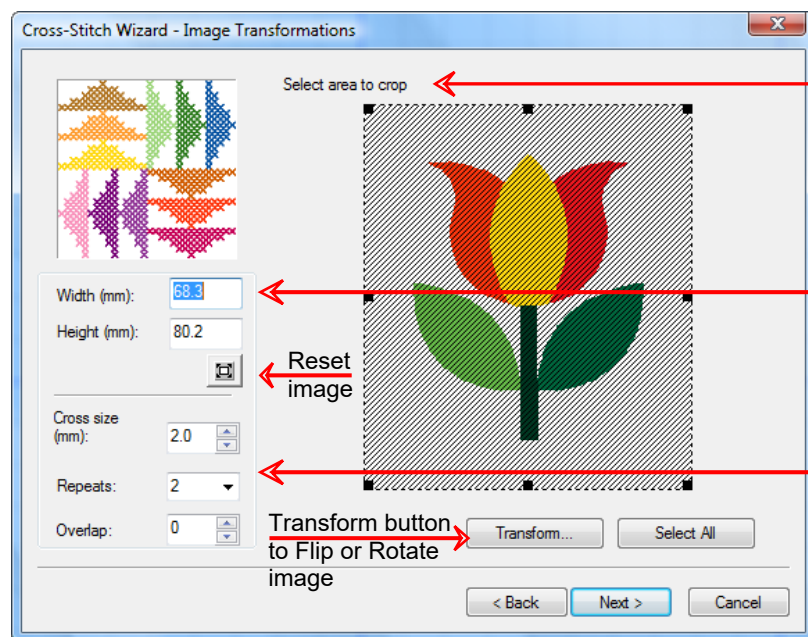 Cross-Stitch Wizard - Image Transformations
Select area to crop
Width (mm): 68.3
Height (mm): 80.2
Reset
image
Cross size
(mm): 2.0
Repeats: 2
Overlap: 0
Transform button
to Flip or Rotate
image
Transform...
Select All
< Back
Next >
Cancel